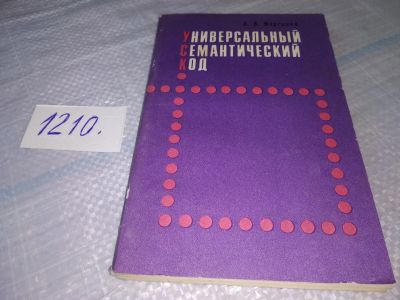 В. В. Мартынов
УНИВЕРСАЛЬНЫЙ
СЕМАНТИЧЕСКИЙ
КОД
1210.